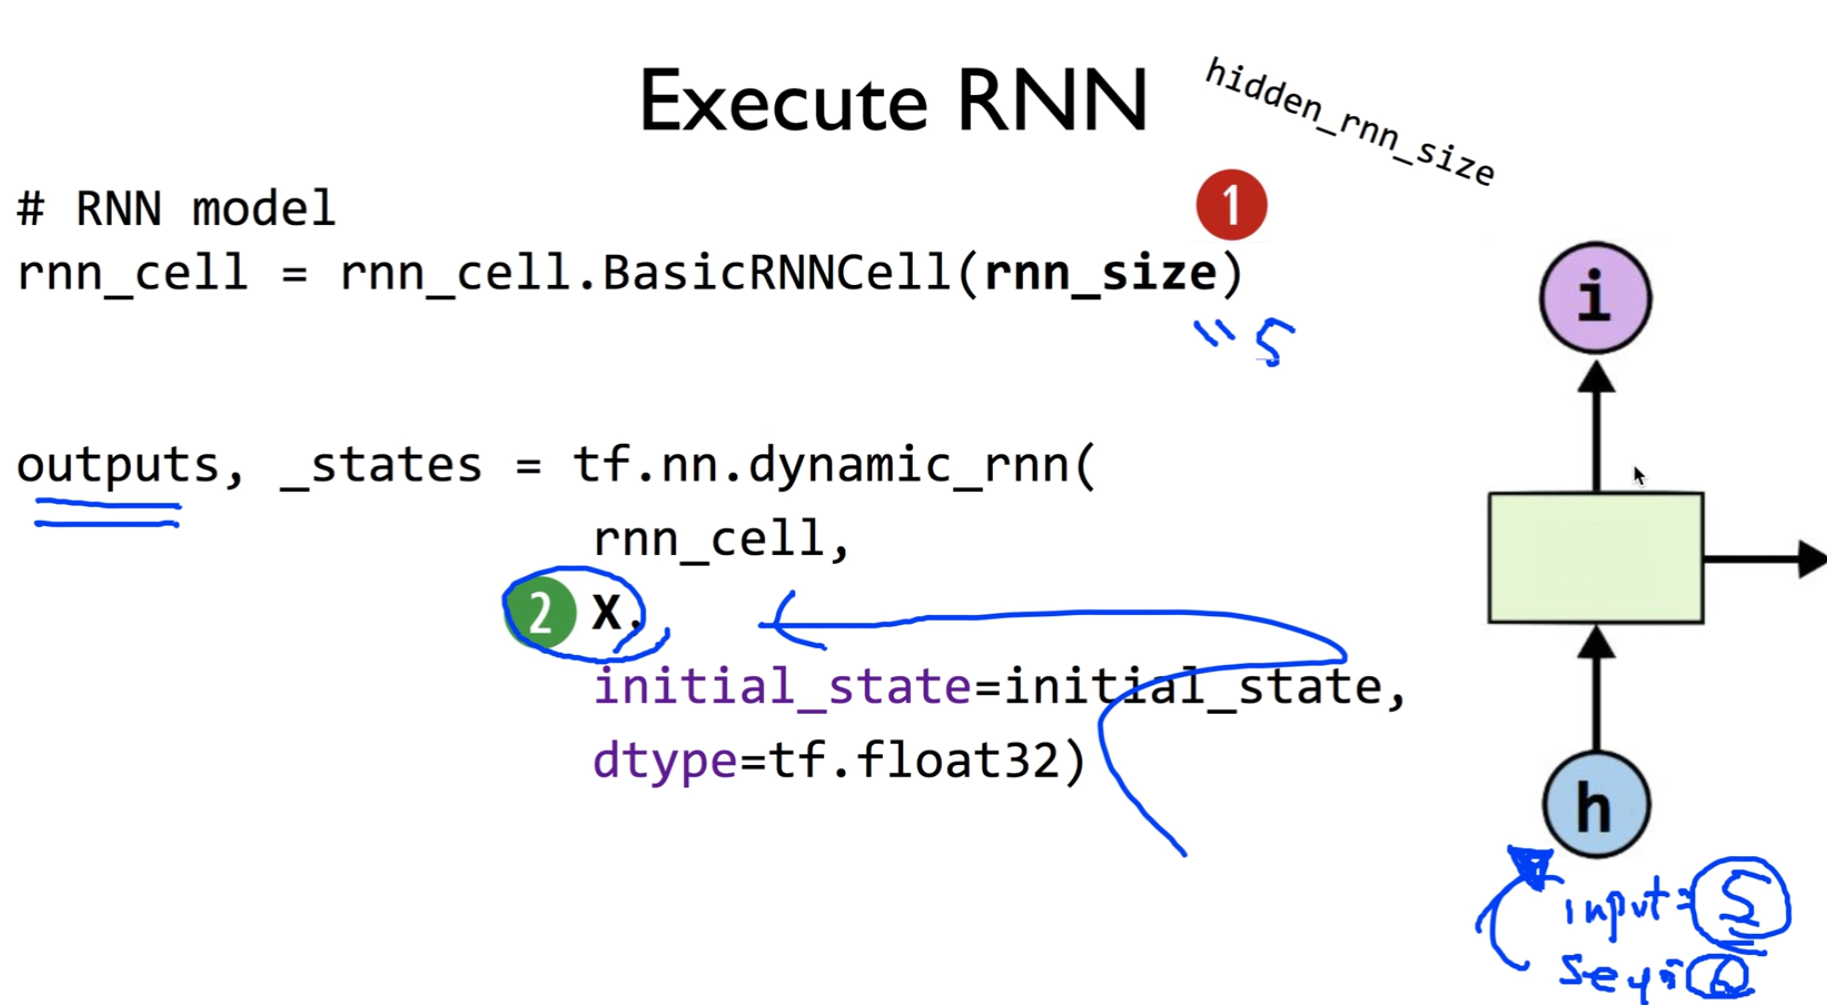 Execute RNN
hidden_rnn_size
# RNN model
1
rnn_cell = rnn_cell.BasicRNNCell(rnn_size)
" 5
i
outputs, _states = tf.nn.dynamic_rnn(
rnn_cell,
2 X,
initial_state=initial_state,
dtype=tf.float32)
h
input=5
seq=6